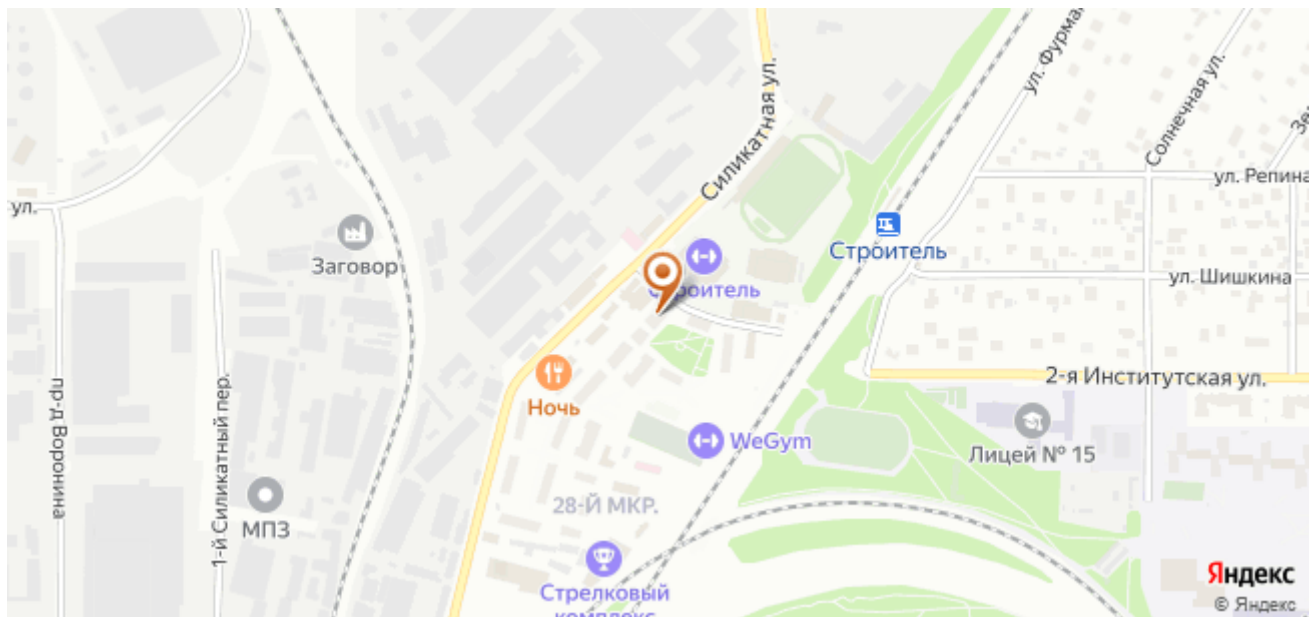 ул. Фурма
Солнечная ул.
Зе
Силикатная ул.
ул. Репина
ул.
Заговор
Строитель
ул. Шишкина
Строитель
2-я Институтская ул.
пр-д Воронина
1-й Силикатный пер.
Ночь
WeGym
Лицей № 15
28-Й МКР.
МПЗ
Стрелковый
комплекс
Яндекс
© Яндекс